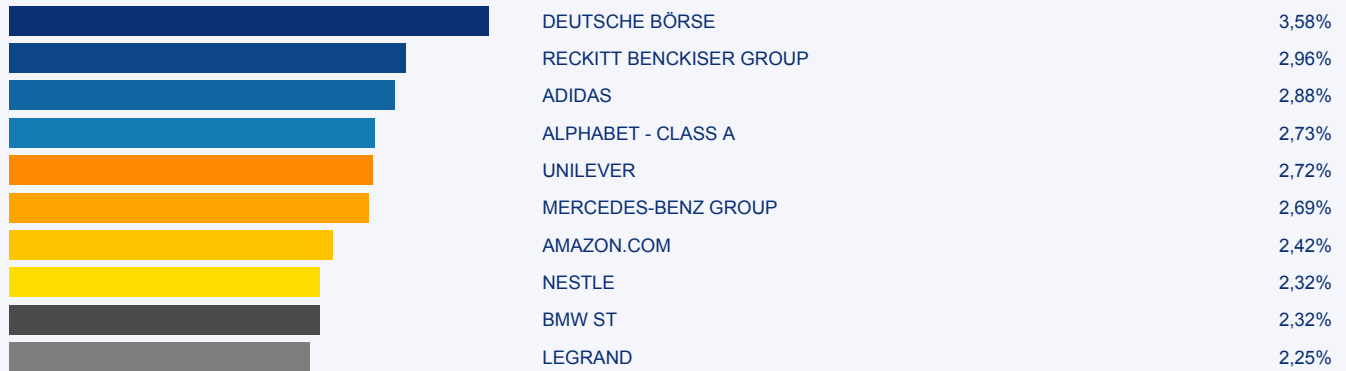 DEUTSCHE BÖRSE 3,58%
RECKITT BENCKISER GROUP 2,96%
ADIDAS 2,88%
ALPHABET - CLASS A 2,73%
UNILEVER 2,72%
MERCEDES-BENZ GROUP 2,69%
AMAZON.COM 2,42%
NESTLE 2,32%
BMW ST 2,32%
LEGRAND 2,25%